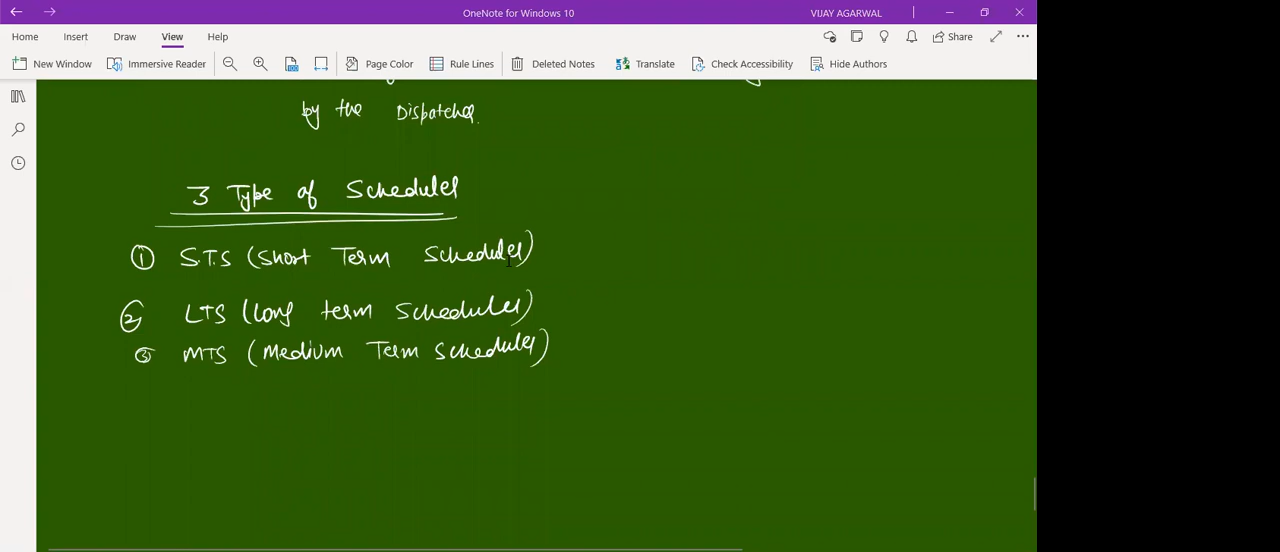 OneNote for Windows 10
VIJAY AGARWAL
Home Insert Draw View Help
Share
New Window Immersive Reader Page Color Rule Lines Deleted Notes Translate Check Accessibility Hide Authors
by the Dispatcher.
3 Type of Scheduler
① S.T.S (Short Term Scheduler)
② LTS (Long term Scheduler)
③ MTS (Medium Term Scheduler)